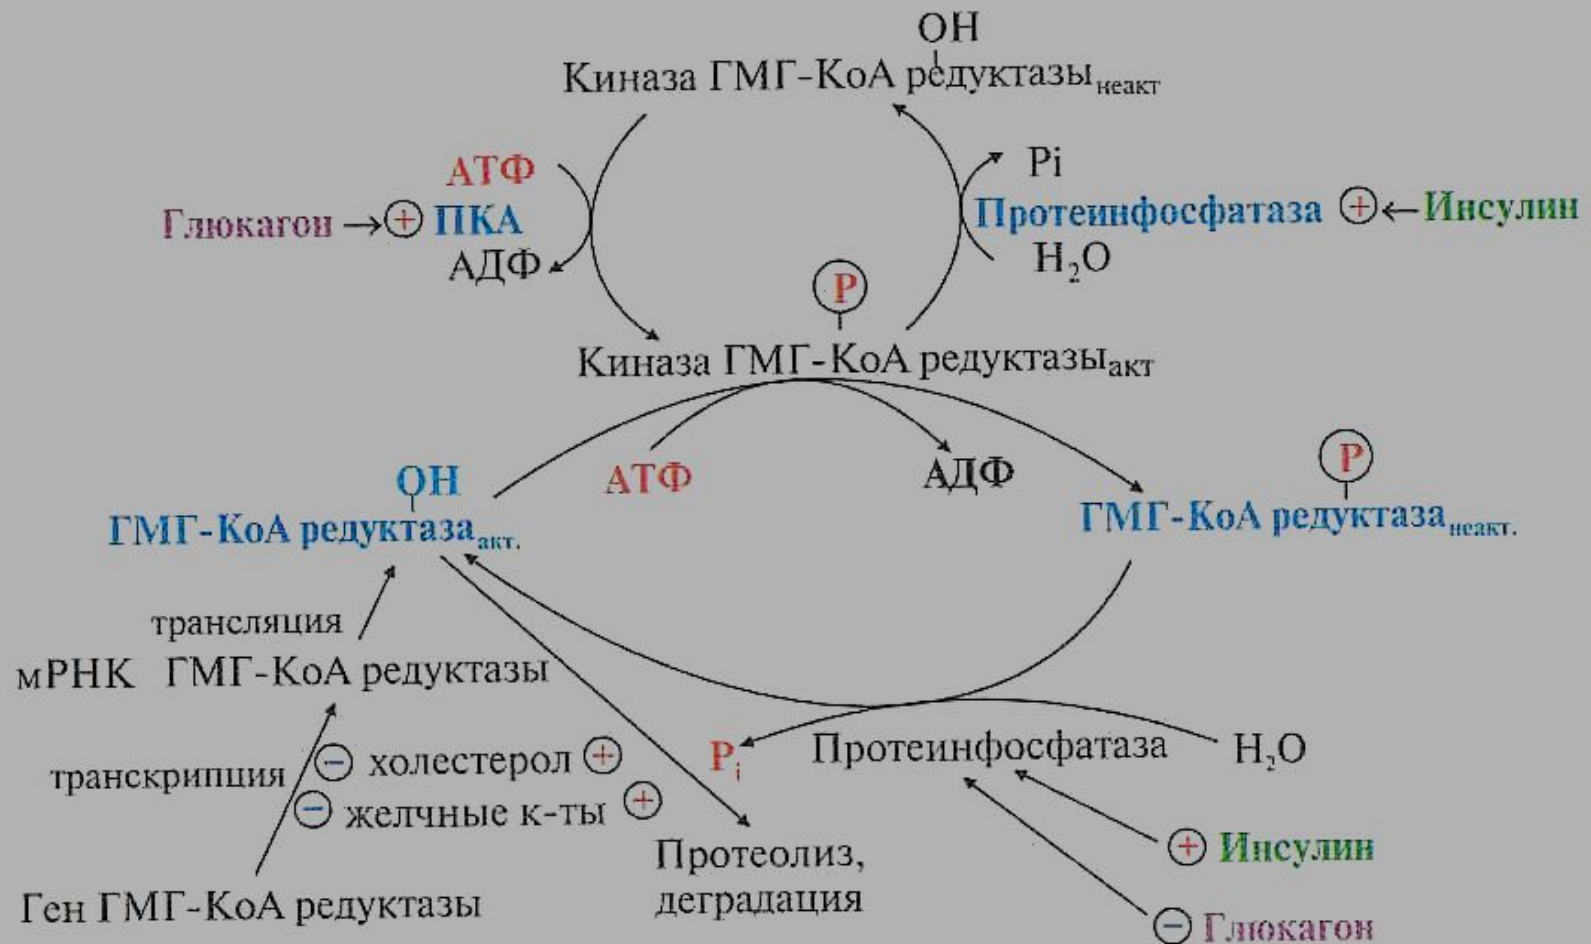 OH
Киназа ГМГ-КоА редуктазы неакт
АТФ
Pi
Глюкагон → + ПКА
Протеинфосфатаза + ← Инсулин
АДФ
H₂O
P
Киназа ГМГ-КоА редуктазы акт
P
OH
АТФ
АДФ
ГМГ-КоА редуктаза акт.
ГМГ-КоА редуктаза неакт.
трансляция
мРНК ГМГ-КоА редуктазы
Pi
Протеинфосфатаза
H₂O
транскрипция
− холестерол +
− желчные к-ты +
Протеолиз,
деградация
+ Инсулин
Ген ГМГ-КоА редуктазы
− Глюкагон